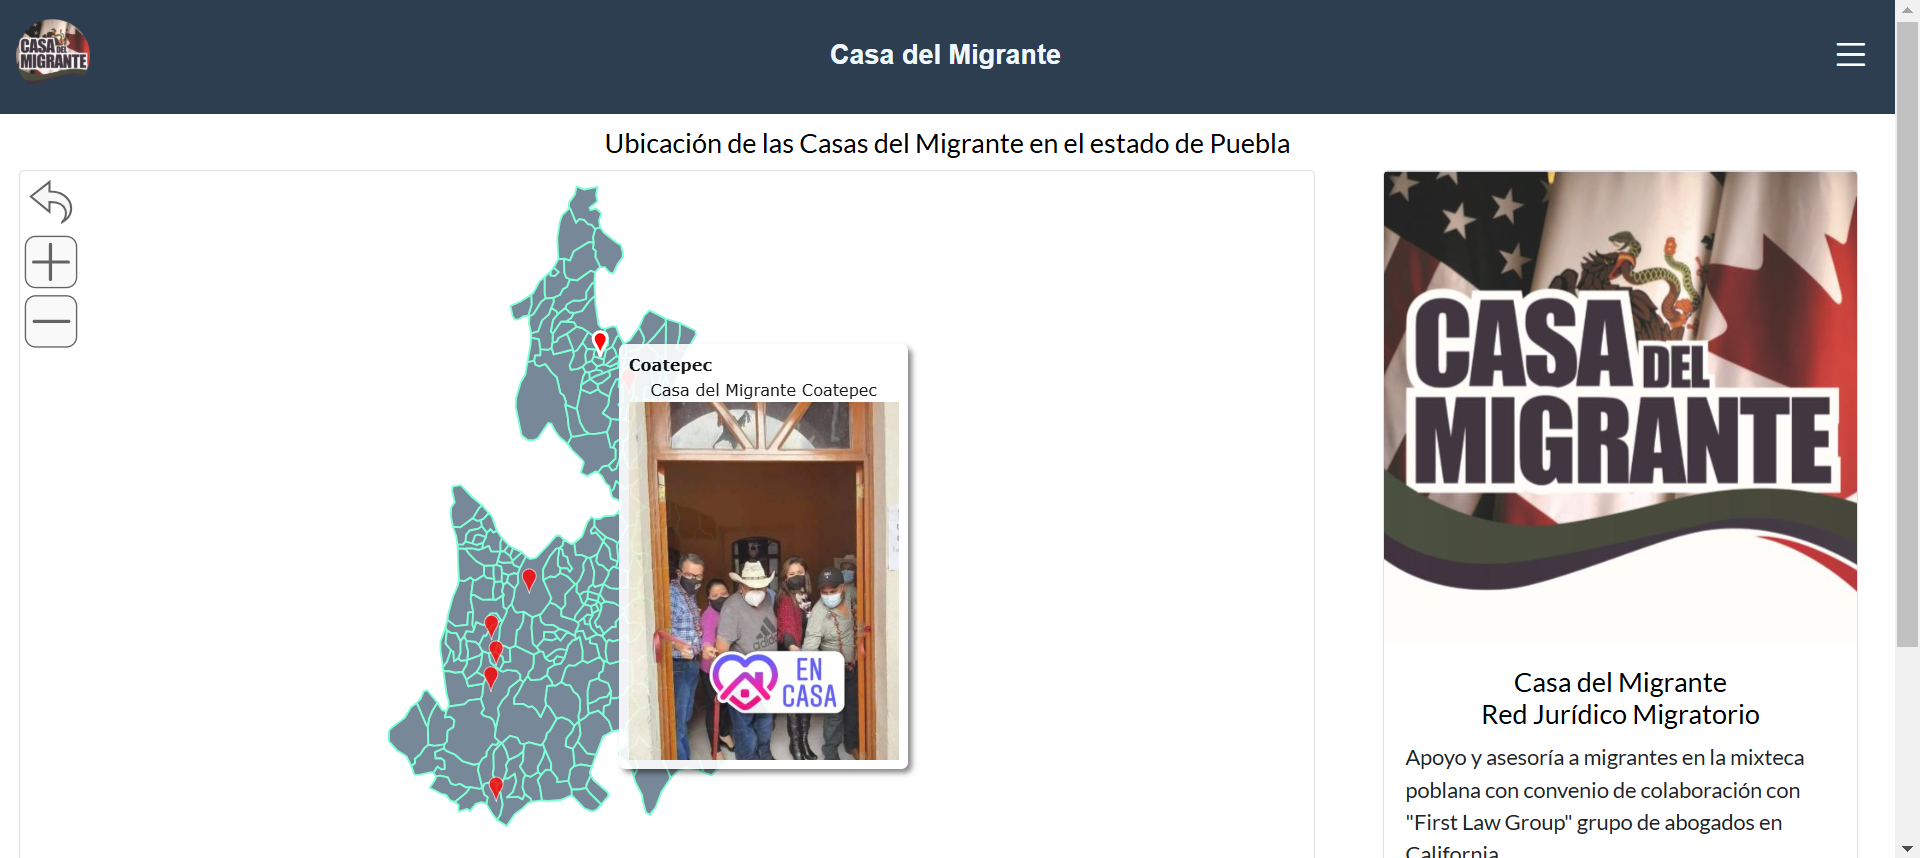 CASA DEL
MIGRANTE
Casa del Migrante
Ubicación de las Casas del Migrante en el estado de Puebla
Coatepec
Casa del Migrante Coatepec
adidas
EN
CASA
CASA DEL
MIGRANTE
Casa del Migrante
Red Jurídico Migratorio
Apoyo y asesoría a migrantes en la mixteca
poblana con convenio de colaboración con
"First Law Group" grupo de abogados en
California